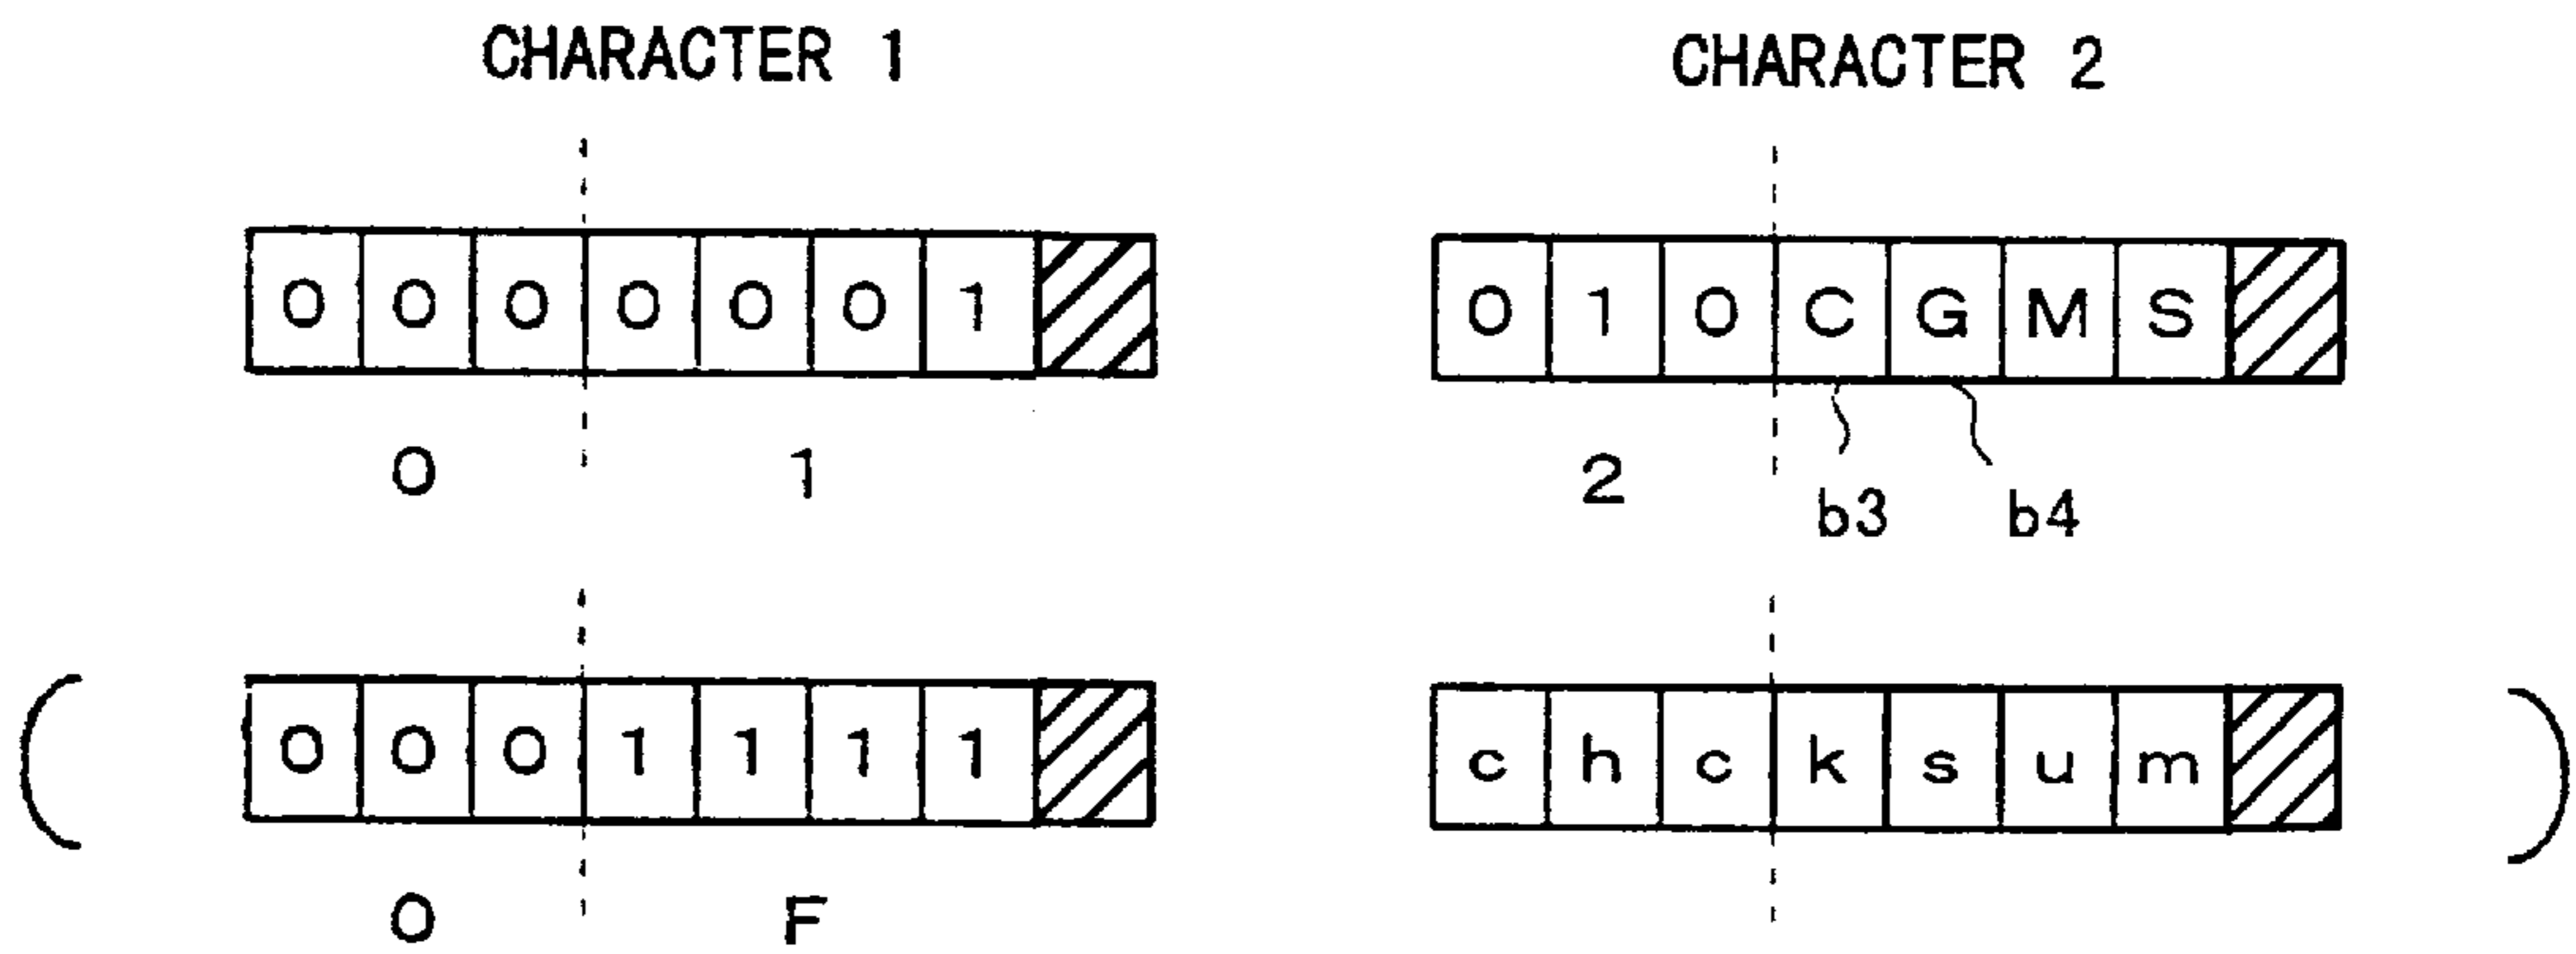 CHARACTER 1 CHARACTER 2
0 0 0 0 0 0 1 0 1 0 C G M S
0 1 2 b3 b4
( 0 0 0 1 1 1 1 c h c k s u m )
0 F